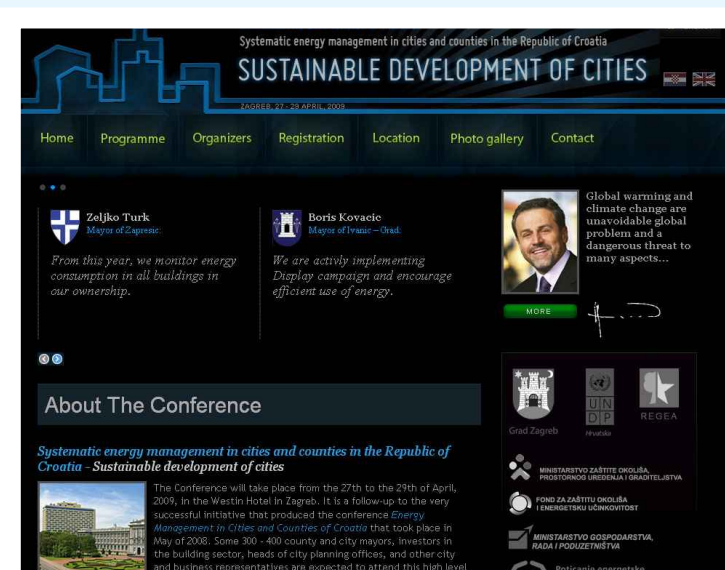 Systematic energy management in cities and counties in the Republic of Croatia
SUSTAINABLE DEVELOPMENT OF CITIES
ZAGREB, 27 - 29 APRIL, 2009
Home Programme Organizers Registration Location Photo gallery Contact
Zeljko Turk
Mayor of Zapresic:
From this year, we monitor energy
consumption in all buildings in
our ownership.
Boris Kovacic
Mayor of Ivanic – Grad:
We are activly implementing
Display campaign and encourage
efficient use of energy.
Global warming and
climate change are
unavoidable global
problem and a
dangerous threat to
many aspects...
MORE
About The Conference
Systematic energy management in cities and counties in the Republic of
Croatia - Sustainable development of cities
The Conference will take place from the 27th to the 29th of April,
2009, in the Westin Hotel in Zagreb. It is a follow-up to the very
successful initiative that produced the conference Energy
Management in Cities and Counties of Croatia that took place in
May of 2008. Some 300 - 400 county and city mayors, investors in
the building sector, heads of city planning offices, and other city
and business representatives are expected to attend this high level
Grad Zagreb
UN
DP
Hrvatska
REGEA
MINISTARSTVO ZAŠTITE OKOLIŠA,
PROSTORNOG UREĐENJA I GRADITELJSTVA
FOND ZA ZAŠTITU OKOLIŠA
I ENERGETSKU UČINKOVITOST
MINISTARSTVO GOSPODARSTVA,
RADA I PODUZETNIŠTVA
Poticanje energetske